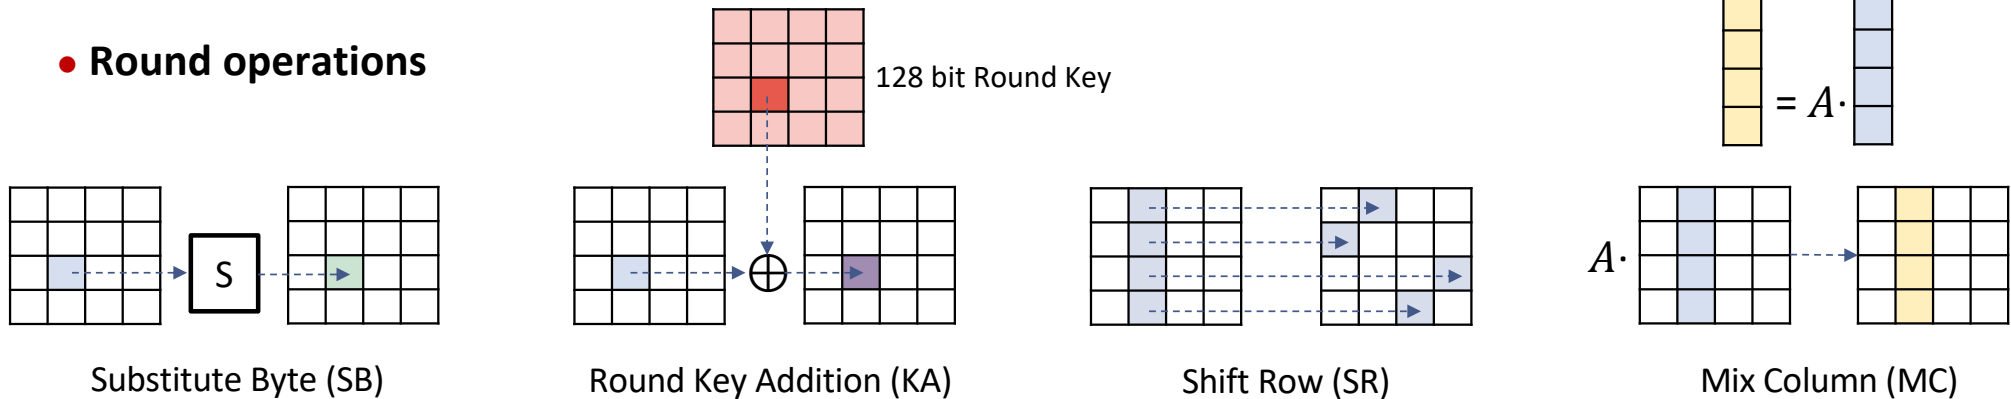 • Round operations
128 bit Round Key
= A·
S
A·
Substitute Byte (SB)
Round Key Addition (KA)
Shift Row (SR)
Mix Column (MC)